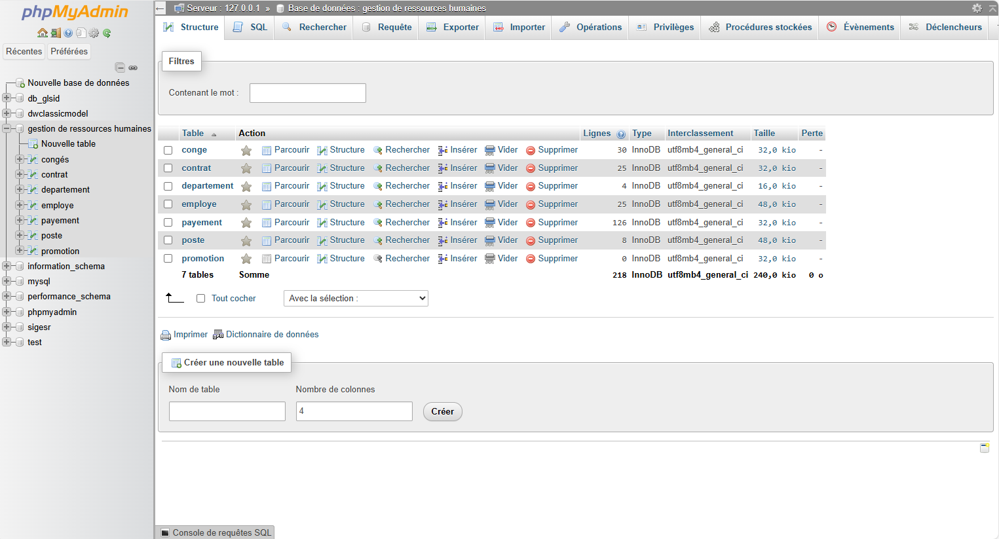 phpMyAdmin
Récentes Préférées
Nouvelle base de données
db_glsid
dwclassicmodel
gestion de ressources humaines
Nouvelle table
congés
contrat
departement
employe
payement
poste
promotion
information_schema
mysql
performance_schema
phpmyadmin
sigesr
test
Serveur : 127.0.0.1 » Base de données : gestion de ressources humaines
Structure SQL Rechercher Requête Exporter Importer Opérations Privilèges Procédures stockées Évènements Déclencheurs
Filtres
Contenant le mot :
Table Action Lignes Type Interclassement Taille Perte
conge Parcourir Structure Rechercher Insérer Vider Supprimer 30 InnoDB utf8mb4_general_ci 32,0 kio -
contrat Parcourir Structure Rechercher Insérer Vider Supprimer 25 InnoDB utf8mb4_general_ci 32,0 kio -
departement Parcourir Structure Rechercher Insérer Vider Supprimer 4 InnoDB utf8mb4_general_ci 16,0 kio -
employe Parcourir Structure Rechercher Insérer Vider Supprimer 25 InnoDB utf8mb4_general_ci 48,0 kio -
payement Parcourir Structure Rechercher Insérer Vider Supprimer 126 InnoDB utf8mb4_general_ci 32,0 kio -
poste Parcourir Structure Rechercher Insérer Vider Supprimer 8 InnoDB utf8mb4_general_ci 48,0 kio -
promotion Parcourir Structure Rechercher Insérer Vider Supprimer 0 InnoDB utf8mb4_general_ci 32,0 kio -
7 tables Somme 218 InnoDB utf8mb4_general_ci 240,0 kio 0 o
Tout cocher Avec la sélection :
Imprimer Dictionnaire de données
Créer une nouvelle table
Nom de table Nombre de colonnes
4 Créer
Console de requêtes SQL